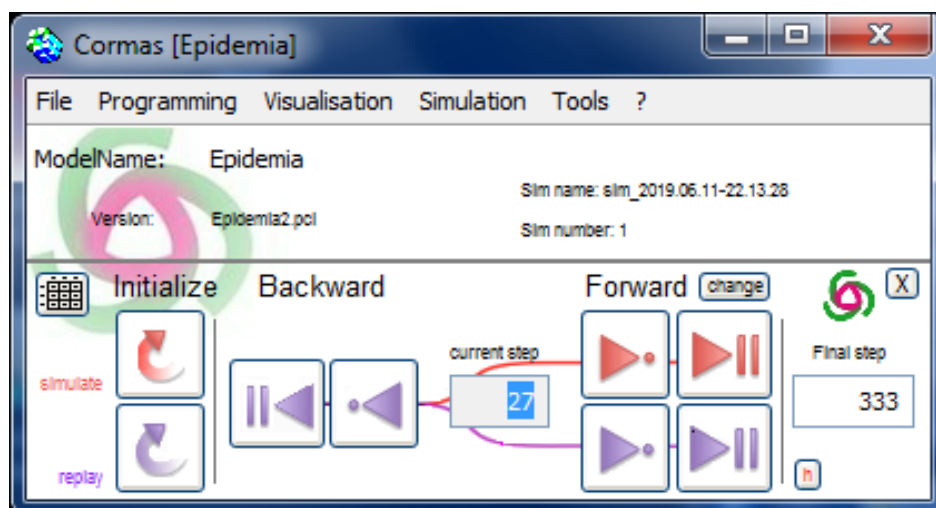 Cormas [Epidemia]
File Programming Visualisation Simulation Tools ?
ModelName: Epidemia
Sim name: sim_2019.06.11-22.13.28
Version: Epidemia2.pcl
Sim number: 1
Initialize Backward Forward change X
current step
Final step
simulate
27
333
replay
h